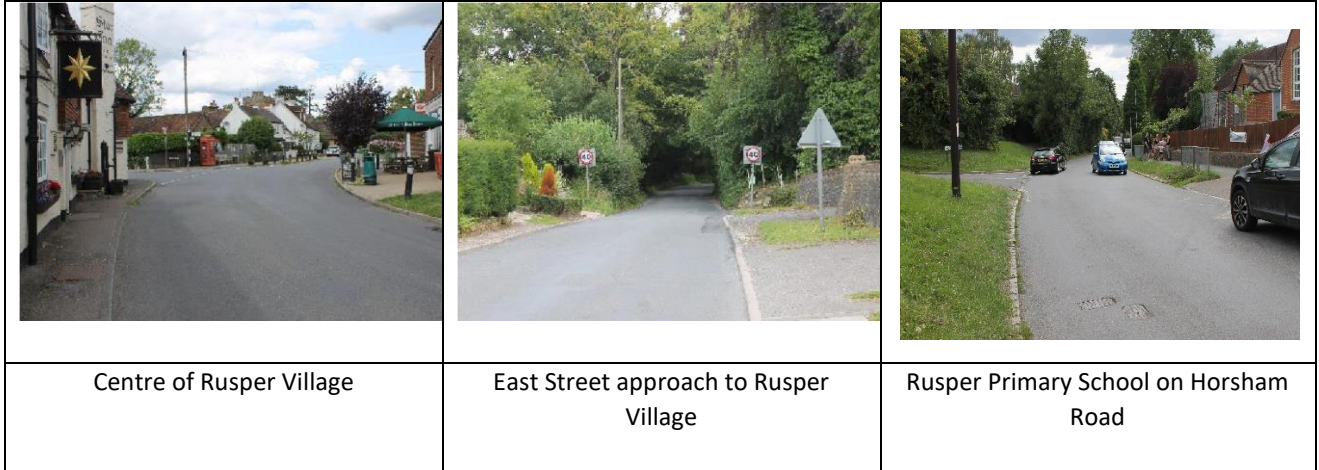 40
40
Centre of Rusper Village
East Street approach to Rusper
Village
Rusper Primary School on Horsham
Road